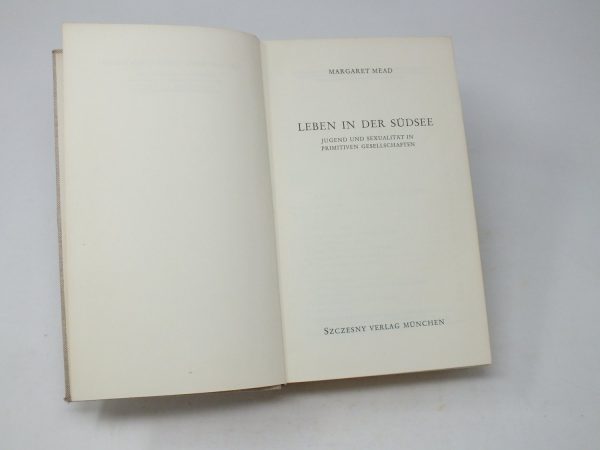 MARGARET MEAD
LEBEN IN DER SÜDSEE
JUGEND UND SEXUALITÄT IN
PRIMITIVEN GESELLSCHAFTEN
SZCZESNY VERLAG MÜNCHEN